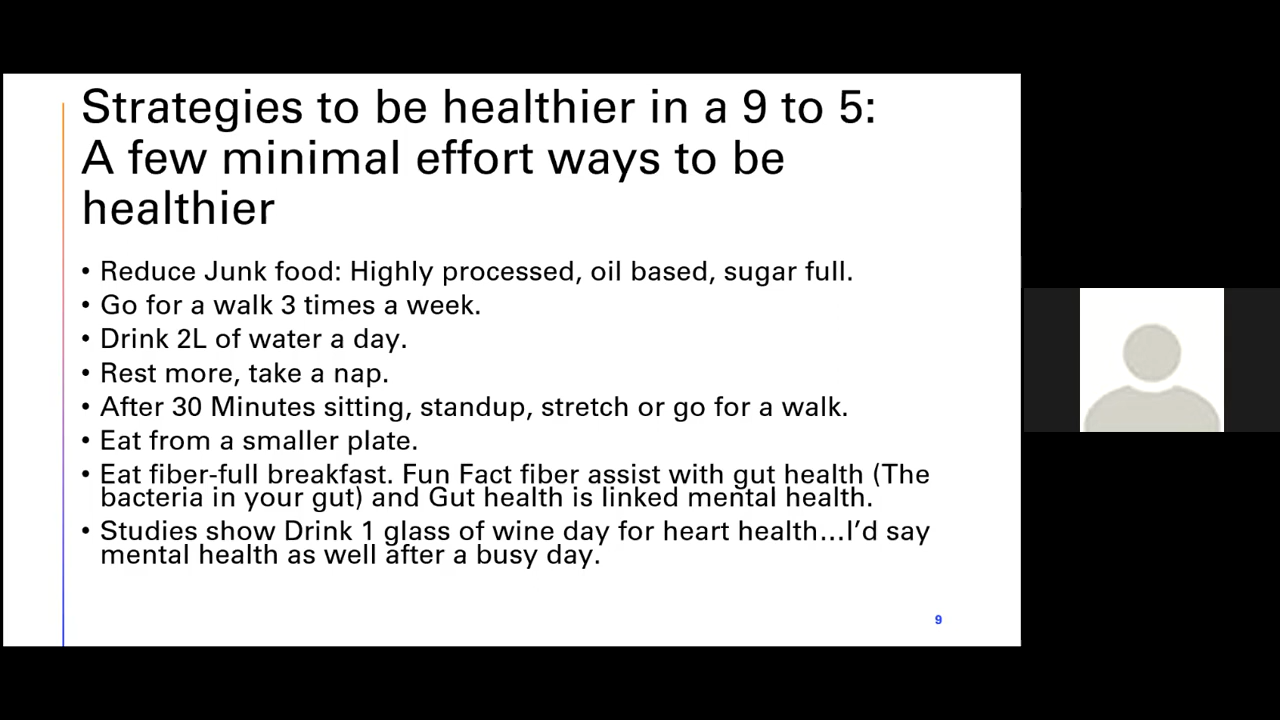 Strategies to be healthier in a 9 to 5:
A few minimal effort ways to be
healthier
• Reduce Junk food: Highly processed, oil based, sugar full.
• Go for a walk 3 times a week.
• Drink 2L of water a day.
• Rest more, take a nap.
• After 30 Minutes sitting, standup, stretch or go for a walk.
• Eat from a smaller plate.
• Eat fiber-full breakfast. Fun Fact fiber assist with gut health (The
bacteria in your gut) and Gut health is linked mental health.
• Studies show Drink 1 glass of wine day for heart health...I'd say
mental health as well after a busy day.
9